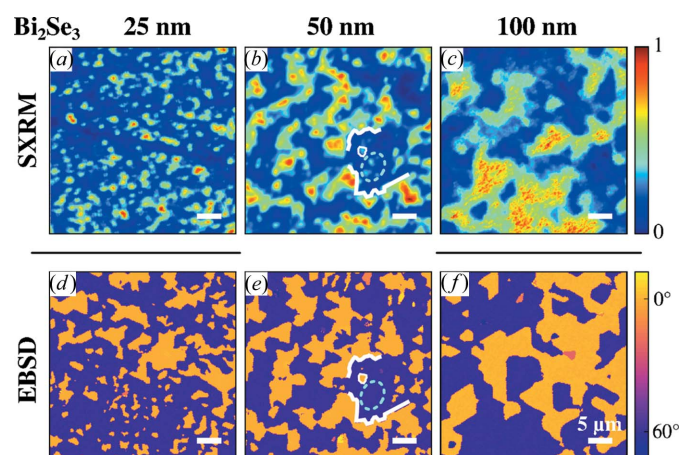 Bi₂Se₃ 25 nm 50 nm 100 nm
SXRM
(a) (b) (c)
1
0
EBSD
(d) (e) (f)
0°
60°
5 µm